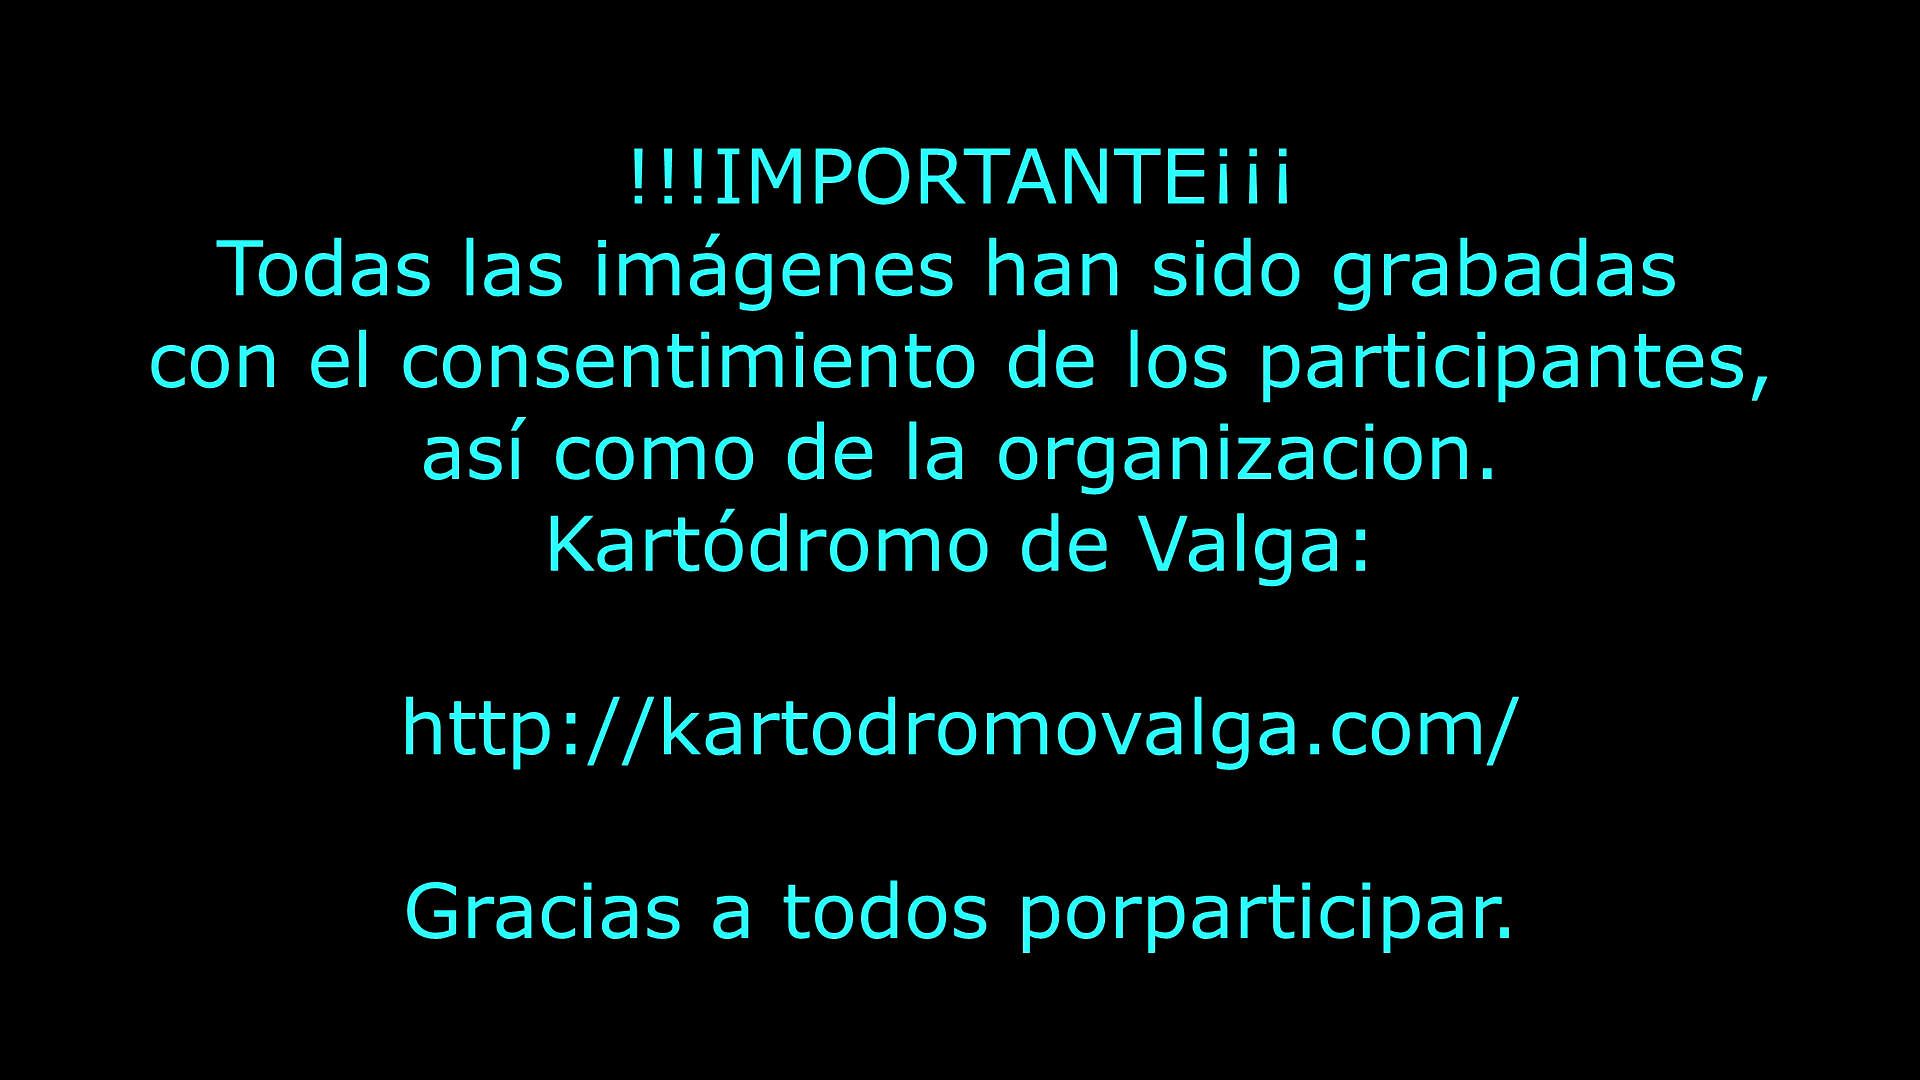 !!!IMPORTANTE¡¡¡
Todas las imágenes han sido grabadas
con el consentimiento de los participantes,
así como de la organizacion.
Kartódromo de Valga:
http://kartodromovalga.com/
Gracias a todos porparticipar.